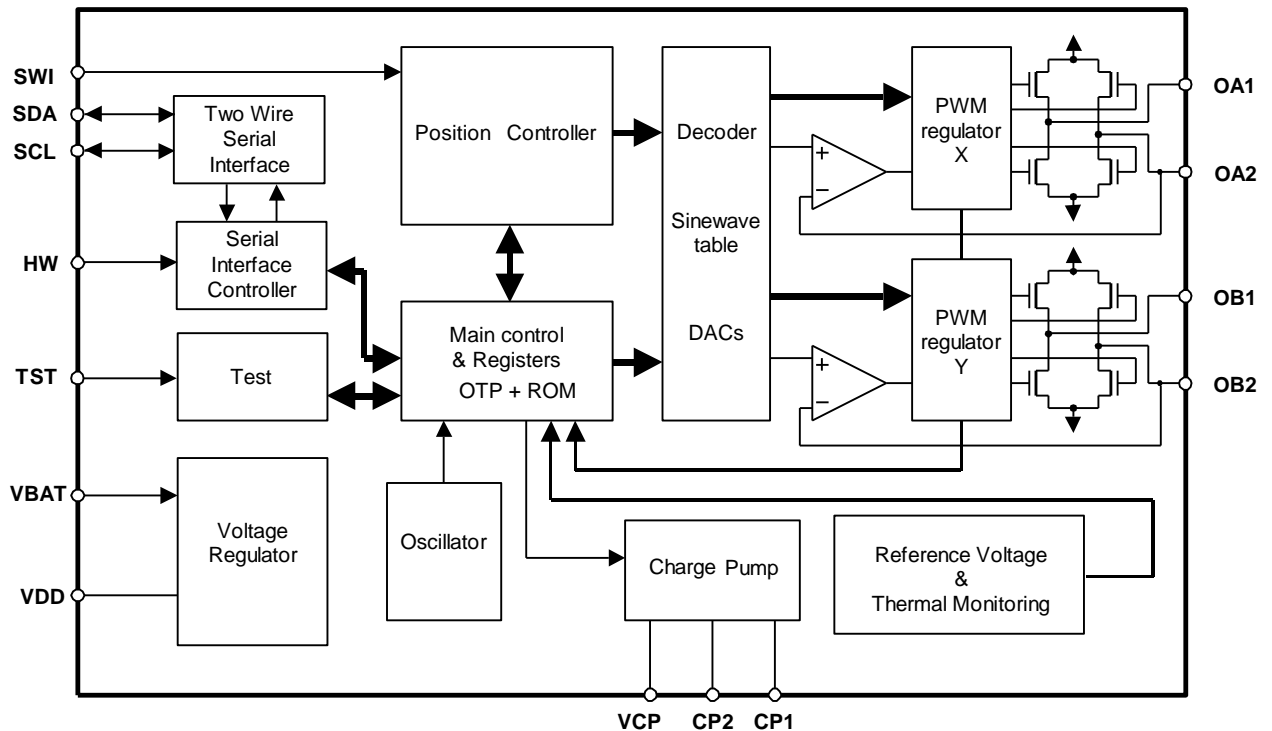 SWI
SDA
SCL
HW
TST
VBAT
VDD
Two Wire
Serial
Interface
Serial
Interface
Controller
Test
Voltage
Regulator
Position Controller
Main control
& Registers
OTP + ROM
Oscillator
Decoder
Sinewave
table
DACs
+
−
+
−
PWM
regulator
X
PWM
regulator
Y
Charge Pump
Reference Voltage
&
Thermal Monitoring
OA1
OA2
OB1
OB2
VCP
CP2
CP1